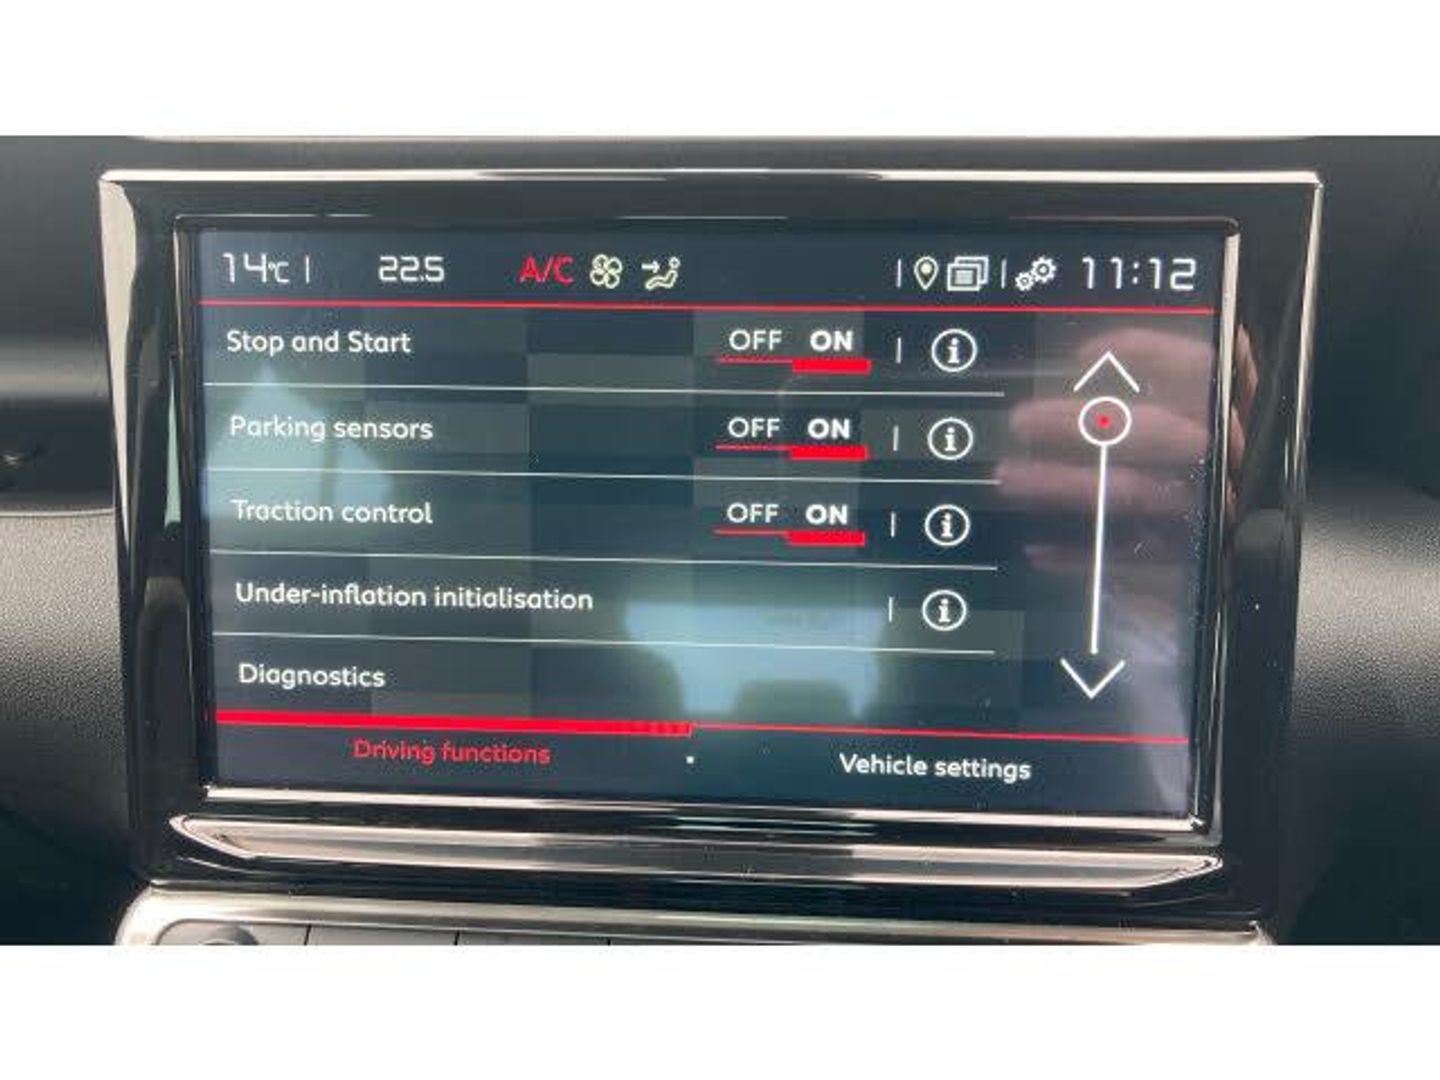 14°C | 22.5 A/C | | 11:12
Stop and Start OFF ON | i
Parking sensors OFF ON | i
Traction control OFF ON | i
Under-inflation initialisation | i
Diagnostics
Driving functions Vehicle settings